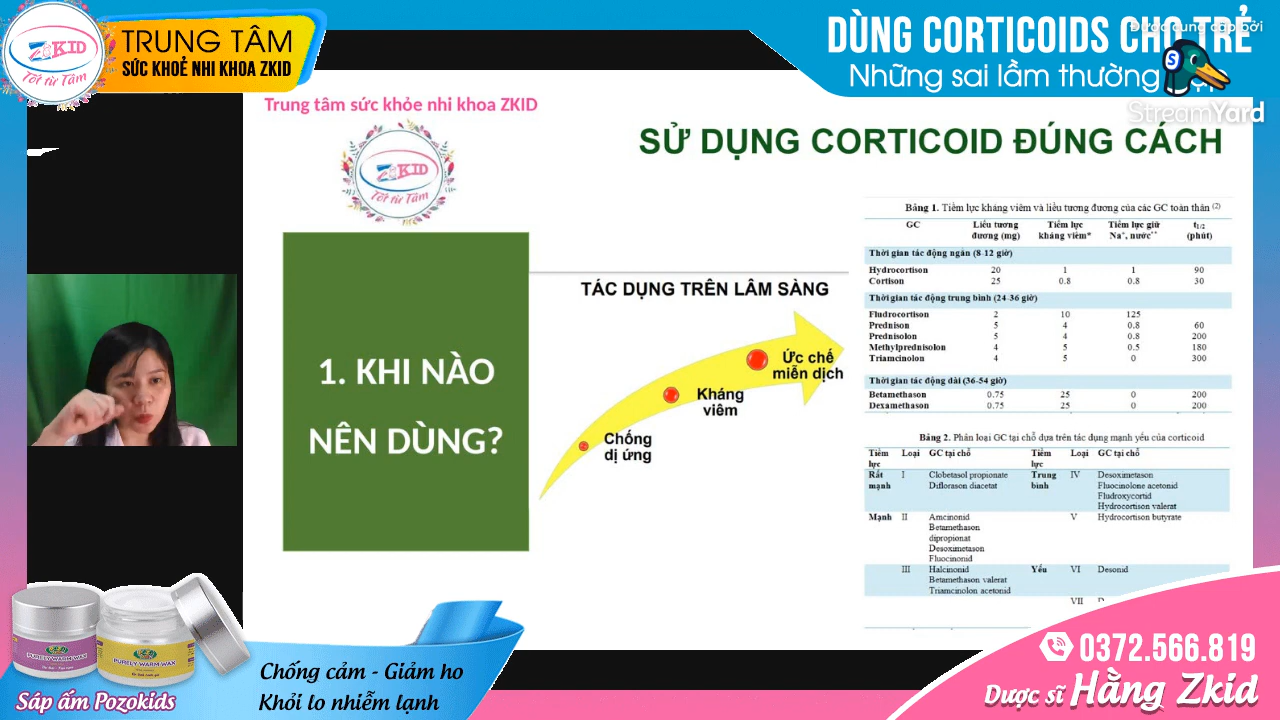 ZKID
Tốt từ Tâm
TRUNG TÂM
SỨC KHOẺ NHI KHOA ZKID
DÙNG CORTICOIDS CHO TRẺ
Những sai lầm thường
Được cung cấp bởi
StreamYard
Trung tâm sức khỏe nhi khoa ZKID
ZKID
Tốt từ Tâm
SỬ DỤNG CORTICOID ĐÚNG CÁCH
1. KHI NÀO
NÊN DÙNG?
TÁC DỤNG TRÊN LÂM SÀNG
Ức chế
miễn dịch
Kháng
viêm
Chống
dị ứng
Bảng 1. Tiềm lực kháng viêm và liều tương đương của các GC toàn thân (2)
GC Liều tương đương (mg) Tiềm lực kháng viêm* Tiềm lực giữ Na+, nước** t1/2 (phút)
Thời gian tác động ngắn (8-12 giờ)
Hydrocortison 20 1 1 90
Cortison 25 0.8 0.8 30
Thời gian tác động trung bình (24-36 giờ)
Fludrocortison 2 10 125
Prednison 5 4 0.8 60
Prednisolon 5 4 0.8 200
Methylprednisolon 4 5 0.5 180
Triamcinolon 4 5 0 300
Thời gian tác động dài (36-54 giờ)
Betamethason 0.75 25 0 200
Dexamethason 0.75 25 0 200
Bảng 2. Phân loại GC tại chỗ dựa trên tác dụng mạnh yếu của corticoid
Tiềm lực Loại GC tại chỗ Tiềm lực Loại GC tại chỗ
Rất mạnh I Clobetasol propionate Trung bình IV Desoximetason
Diflorason diacetat Fluocinolone acetonid
Fludroxycortid
Hydrocortison valerat
Mạnh II Amcinonid V Hydrocortison butyrate
Betamethason
dipropionat
Desoximetason
Fluocinonid
III Halcinonid Yếu VI Desonid
Betamethason valerat
Triamcinolon acetonid
VII
PURELY WARM WAX
PURELY WARM WAX
Sáp ấm Pozokids
Chống cảm - Giảm ho
Khỏi lo nhiễm lạnh
0372.566.819
Dược sĩ Hằng Zkid